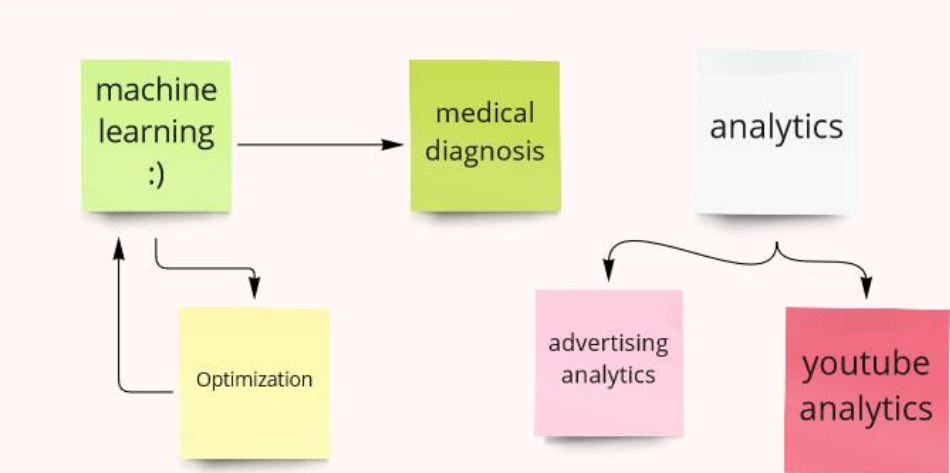 machine
learning
:)
medical
diagnosis
analytics
Optimization
advertising
analytics
youtube
analytics